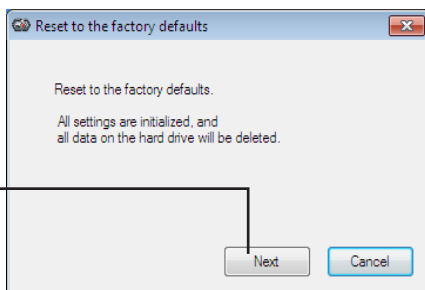 Reset to the factory defaults
Reset to the factory defaults.
All settings are initialized, and
all data on the hard drive will be deleted.
Next
Cancel